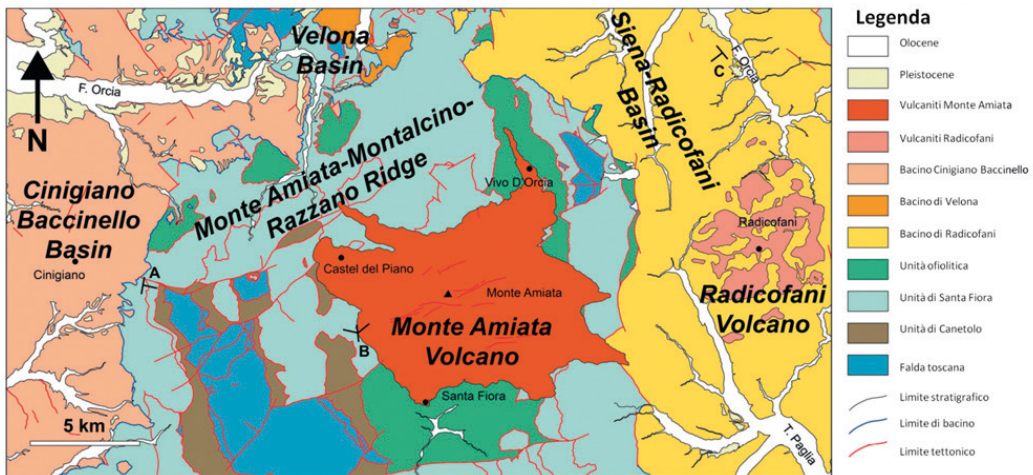 Velona
Basin
Siena-Radicofani
Basin
F. Orcia
C
F. Orcia
N
Monte Amiata-Montalcino-
Razzano Ridge
Vivo D'Orcia
Cinigiano
Baccinello
Basin
Cinigiano
A
Castel del Piano
Radicofani
Monte Amiata
Radicofani
Volcano
Monte Amiata
Volcano
B
Santa Fiora
5 km
T. Paglia
Legenda
Olocene
Pleistocene
Vulcaniti Monte Amiata
Vulcaniti Radicofani
Bacino Cinigiano Baccinello
Bacino di Velona
Bacino di Radicofani
Unità ofiolitica
Unità di Santa Fiora
Unità di Canetolo
Falda toscana
Limite stratigrafico
Limite di bacino
Limite tettonico